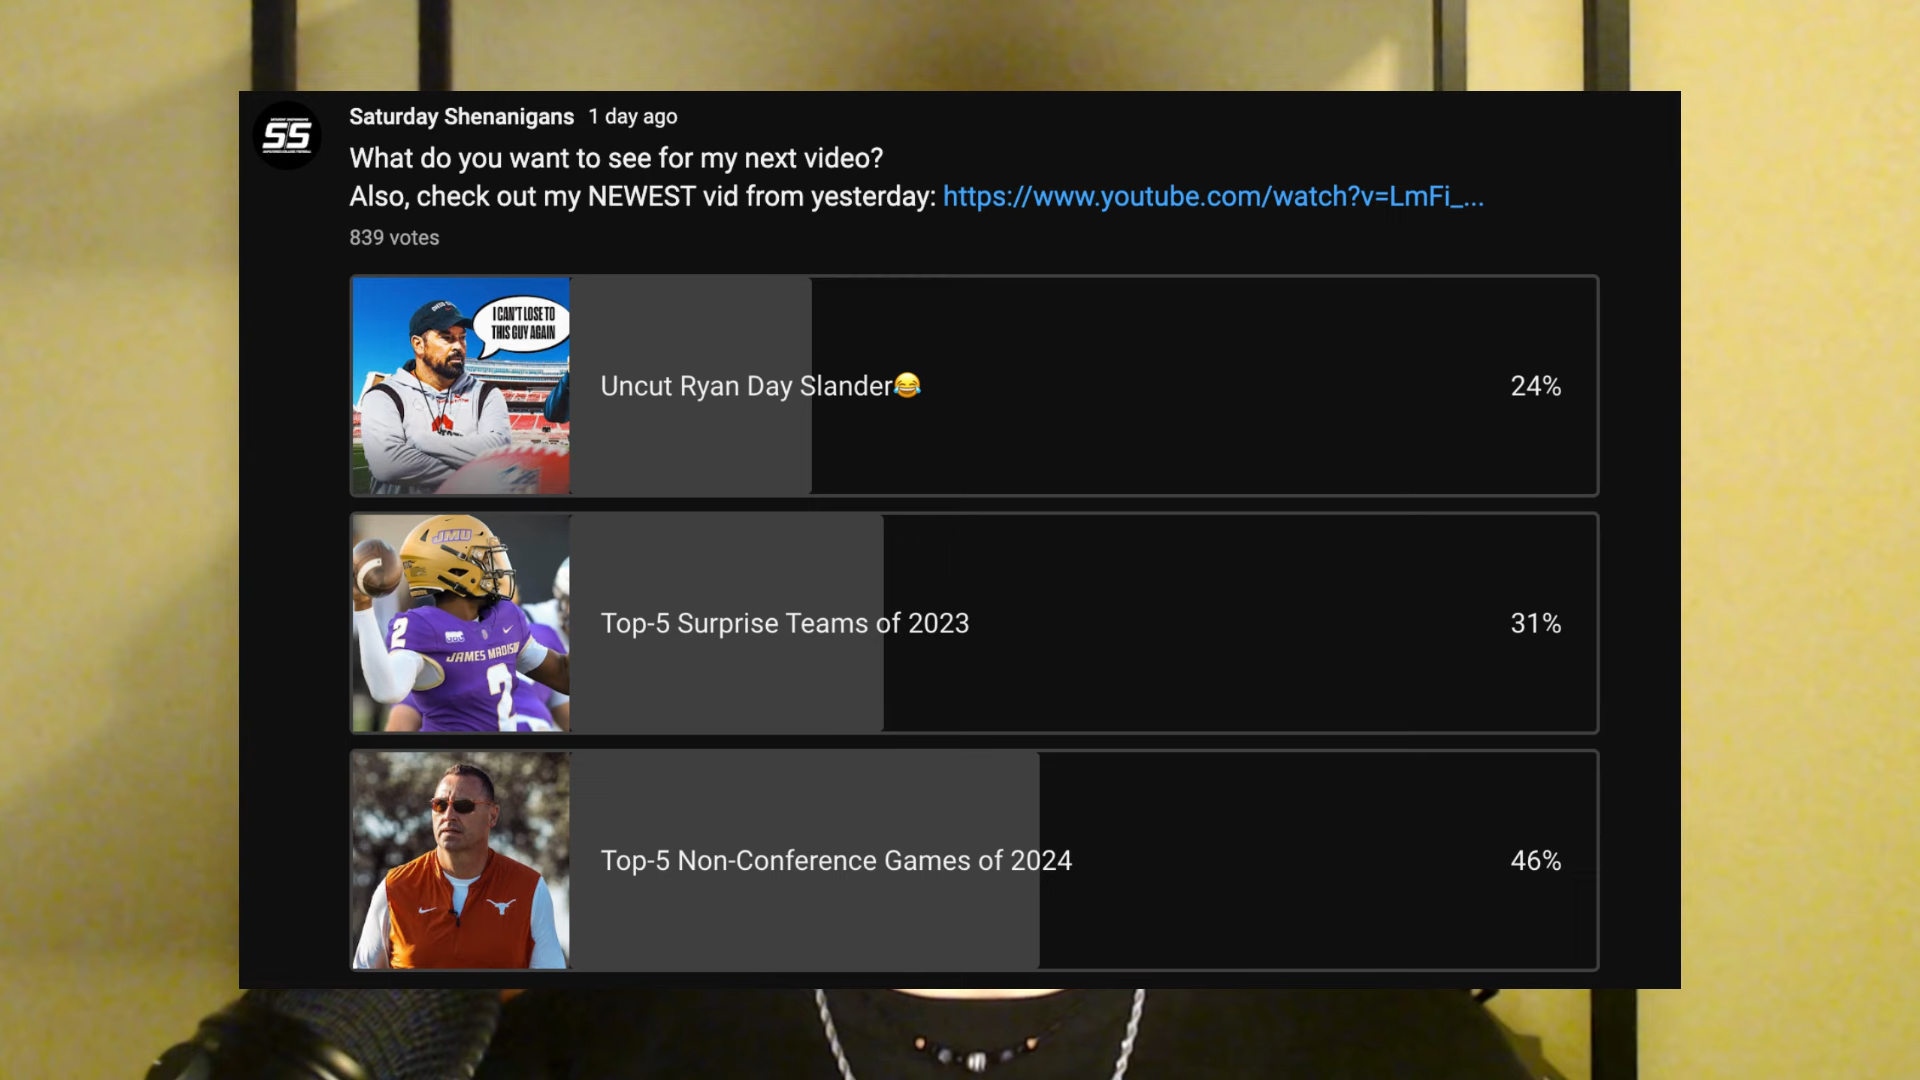 SS
Saturday Shenanigans 1 day ago
What do you want to see for my next video?
Also, check out my NEWEST vid from yesterday: https://www.youtube.com/watch?v=LmFi_...
839 votes
I CAN'T LOSE TO
THIS GUY AGAIN
Uncut Ryan Day Slander😂
24%
JMU
2
JAMES MADISON
2
Top-5 Surprise Teams of 2023
31%
Top-5 Non-Conference Games of 2024
46%